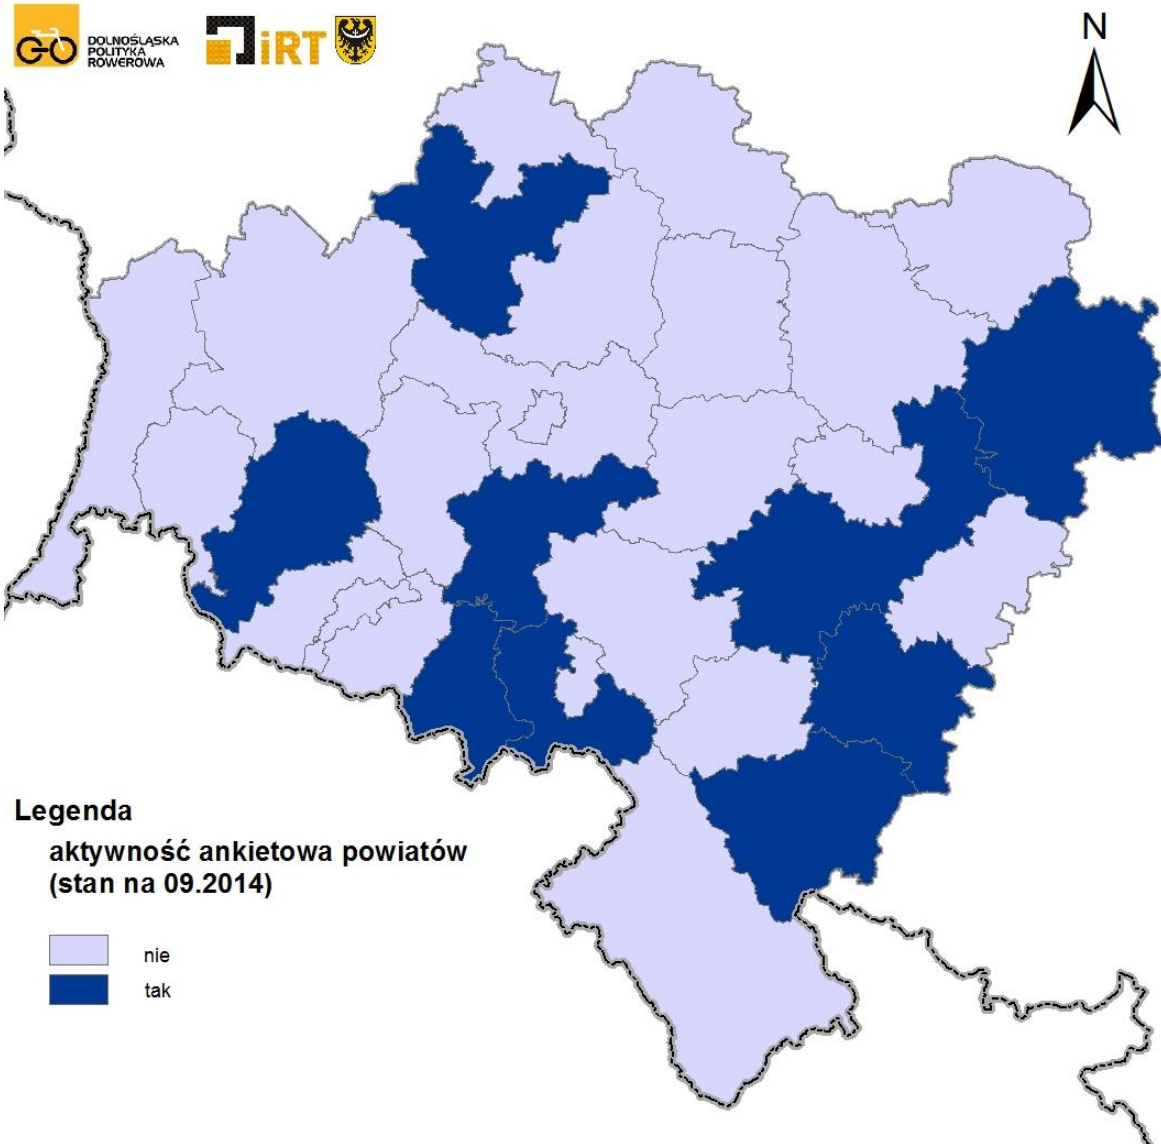 DOLNOŚLĄSKA
POLITYKA
ROWEROWA
iRT
N
Legenda
aktywność ankietowa powiatów
(stan na 09.2014)
nie
tak